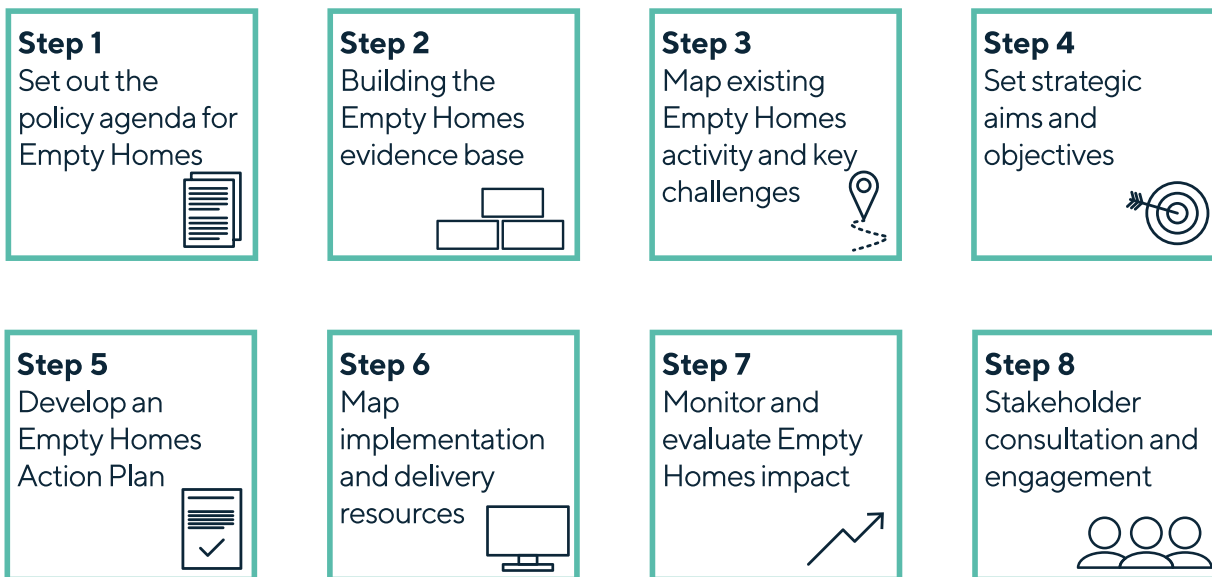 Step 1
Set out the
policy agenda for
Empty Homes
Step 2
Building the
Empty Homes
evidence base
Step 3
Map existing
Empty Homes
activity and key
challenges
Step 4
Set strategic
aims and
objectives
Step 5
Develop an
Empty Homes
Action Plan
Step 6
Map
implementation
and delivery
resources
Step 7
Monitor and
evaluate Empty
Homes impact
Step 8
Stakeholder
consultation and
engagement